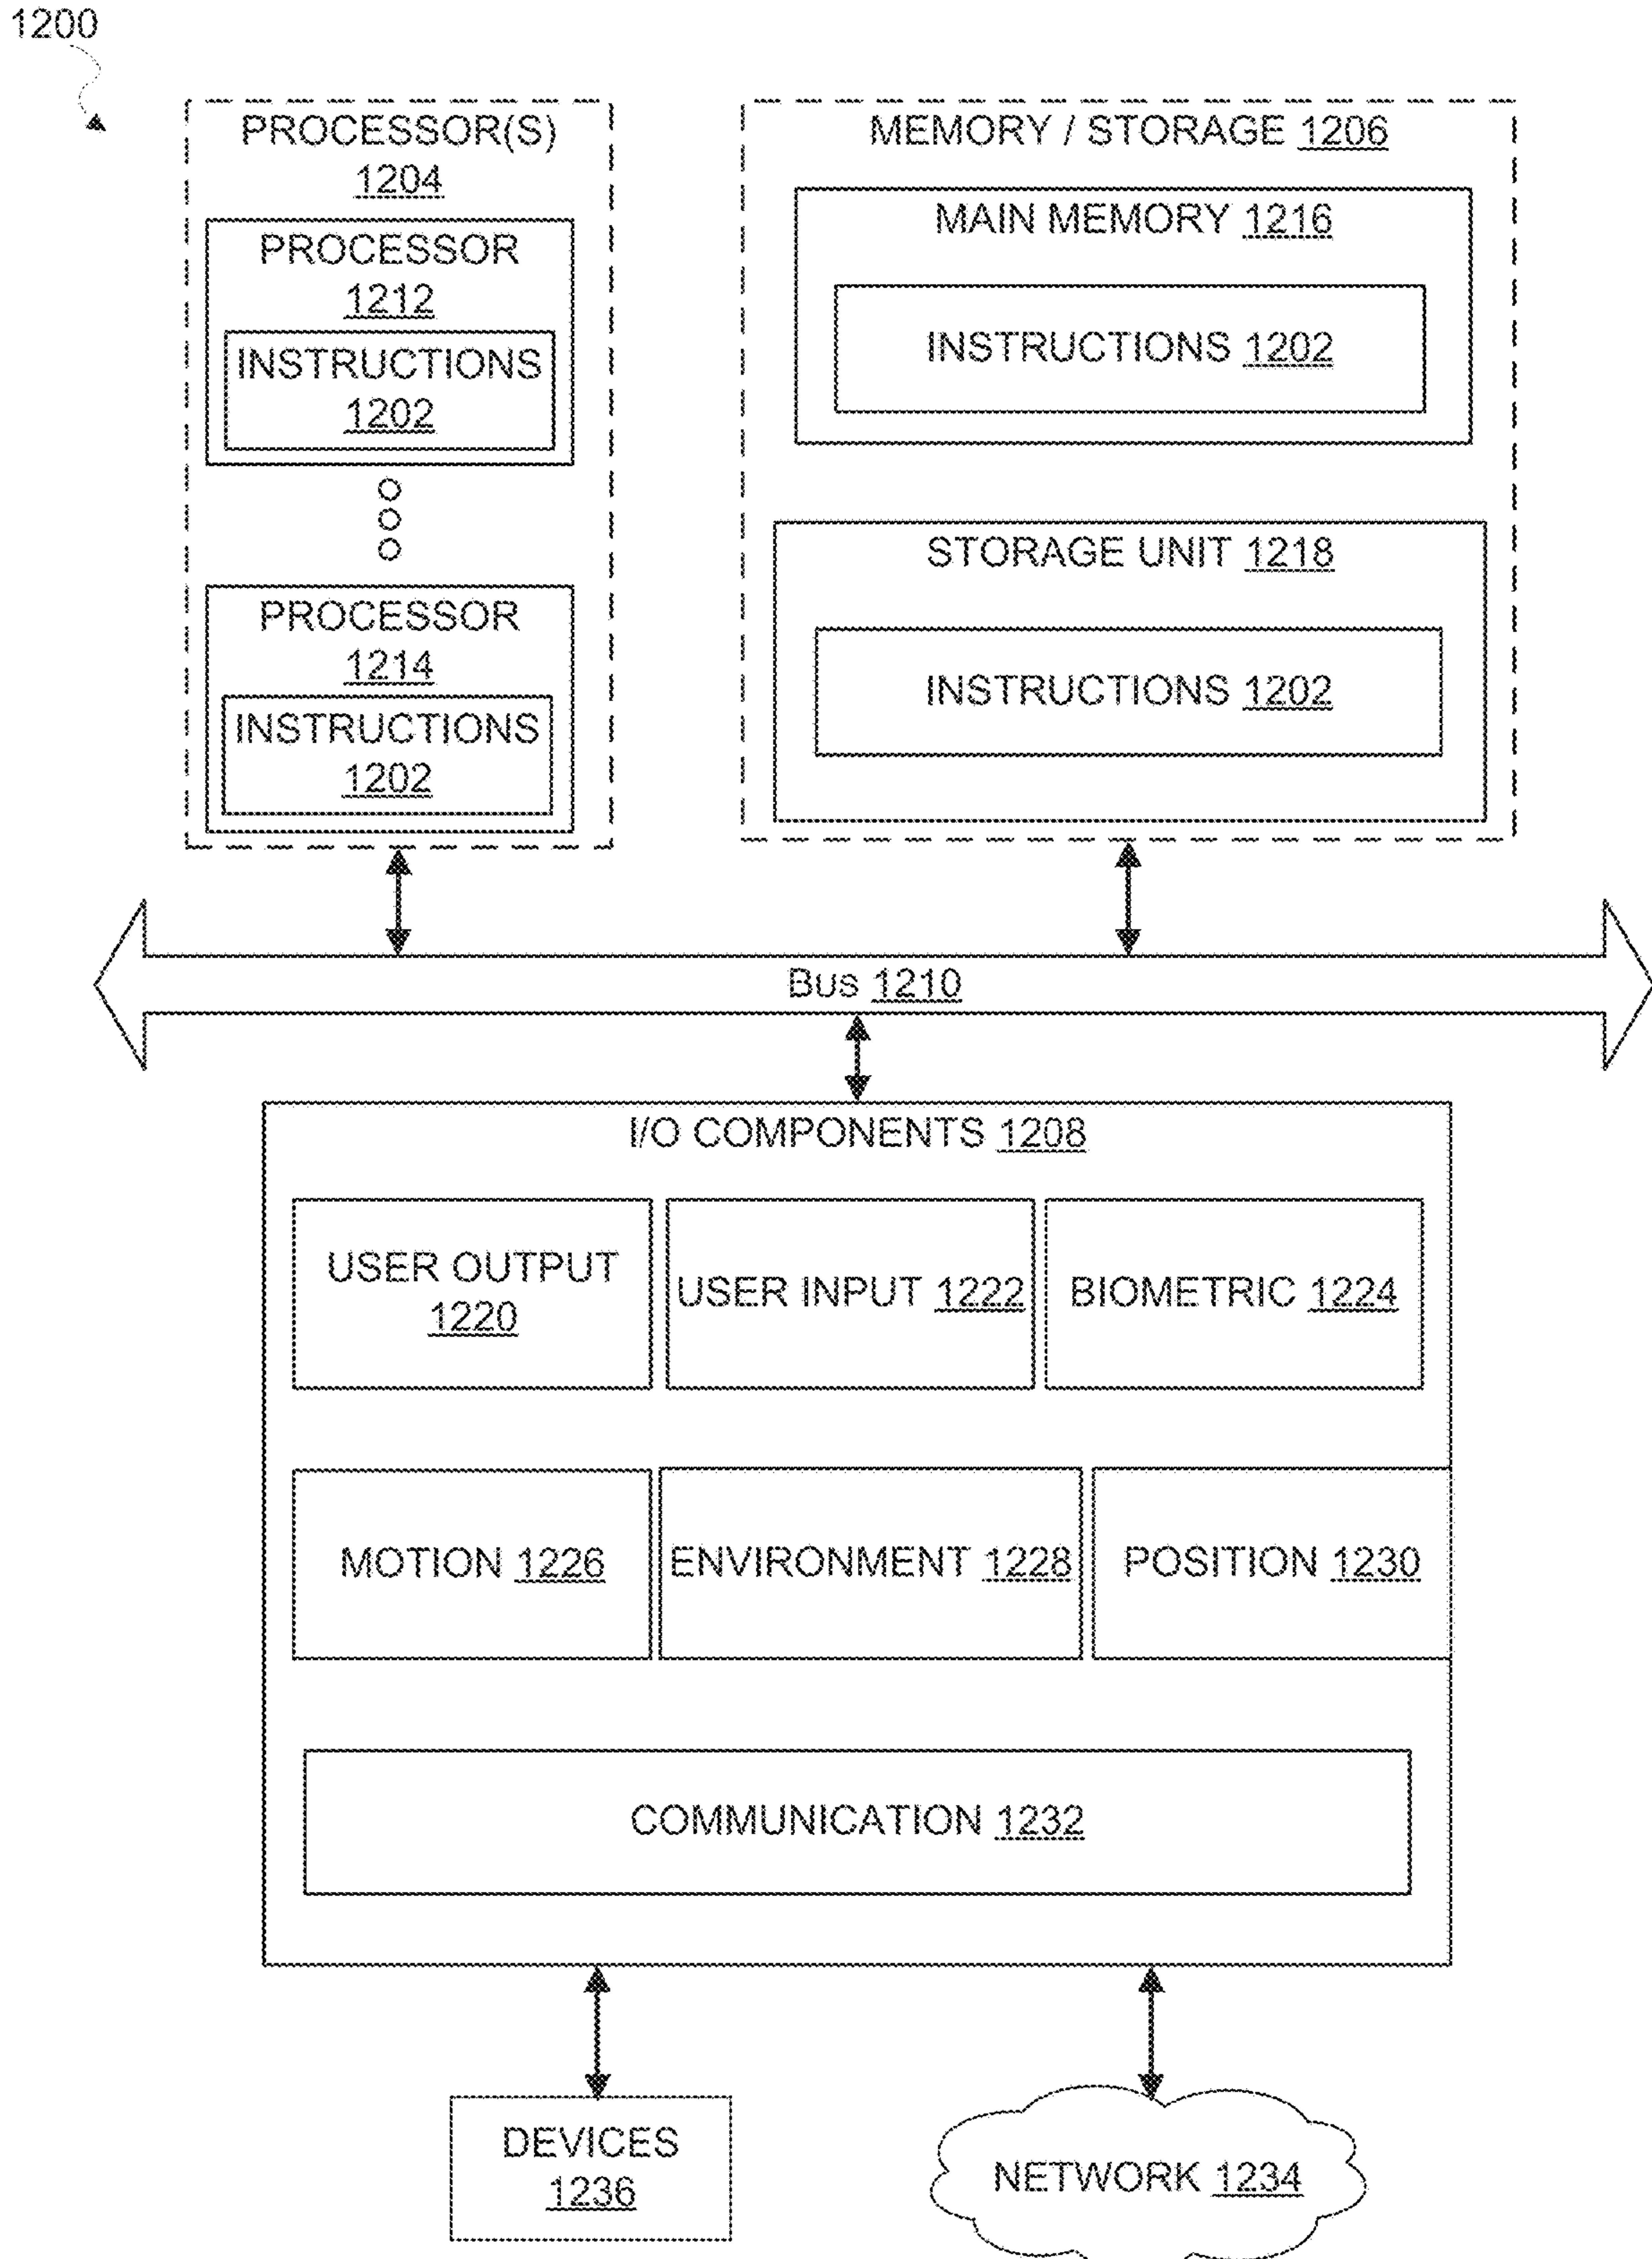 1200
PROCESSOR(S)
1204
PROCESSOR
1212
INSTRUCTIONS
1202
PROCESSOR
1214
INSTRUCTIONS
1202
MEMORY / STORAGE 1206
MAIN MEMORY 1216
INSTRUCTIONS 1202
STORAGE UNIT 1218
INSTRUCTIONS 1202
Bus 1210
I/O COMPONENTS 1208
USER OUTPUT
1220
USER INPUT 1222
BIOMETRIC 1224
MOTION 1226
ENVIRONMENT 1228
POSITION 1230
COMMUNICATION 1232
DEVICES
1236
NETWORK 1234